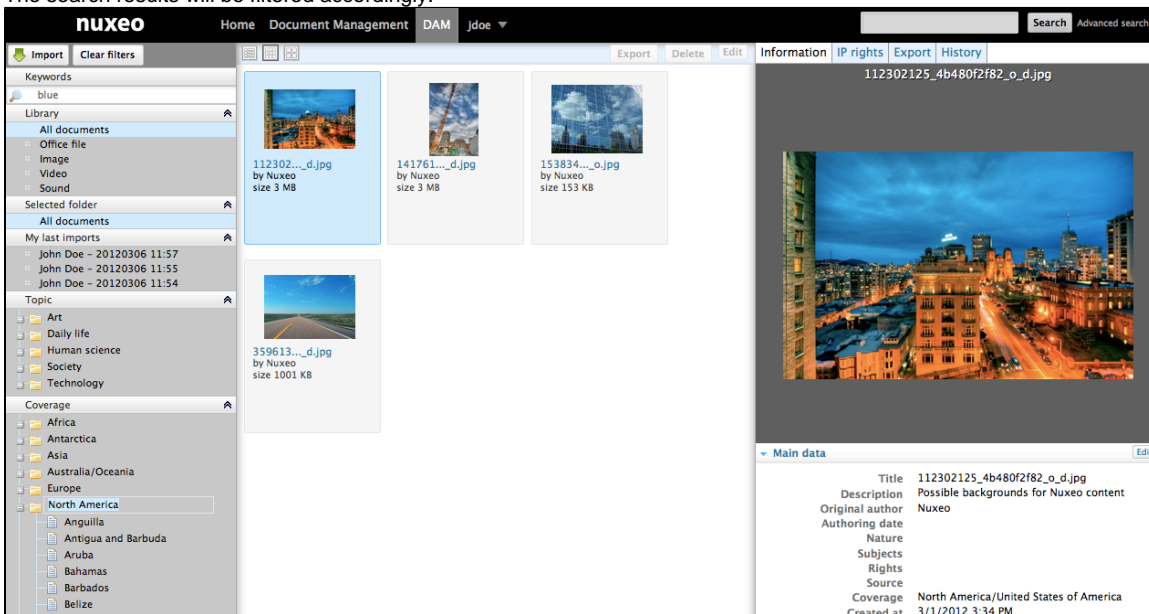 The search results will be filtered accordingly.
nuxeo Home Document Management DAM jdoe Search Advanced search
Import Clear filters
Keywords
blue
Library
All documents
Office file
Image
Video
Sound
Selected folder
All documents
My last imports
John Doe - 20120306 11:57
John Doe - 20120306 11:55
John Doe - 20120306 11:54
Topic
Art
Daily life
Human science
Society
Technology
Coverage
Africa
Antarctica
Asia
Australia/Oceania
Europe
North America
Anguilla
Antigua and Barbuda
Aruba
Bahamas
Barbados
Belize
Export Delete Edit
112302..._d.jpg
by Nuxeo
size 3 MB
141761..._d.jpg
by Nuxeo
size 3 MB
153834..._o.jpg
by Nuxeo
size 153 KB
359613..._d.jpg
by Nuxeo
size 1001 KB
Information IP rights Export History
112302125_4b480f2f82_o_d.jpg
Main data Edi
Title 112302125_4b480f2f82_o_d.jpg
Description Possible backgrounds for Nuxeo content
Original author Nuxeo
Authoring date
Nature
Subjects
Rights
Source
Coverage North America/United States of America
Created at 3/1/2012 3:34 PM